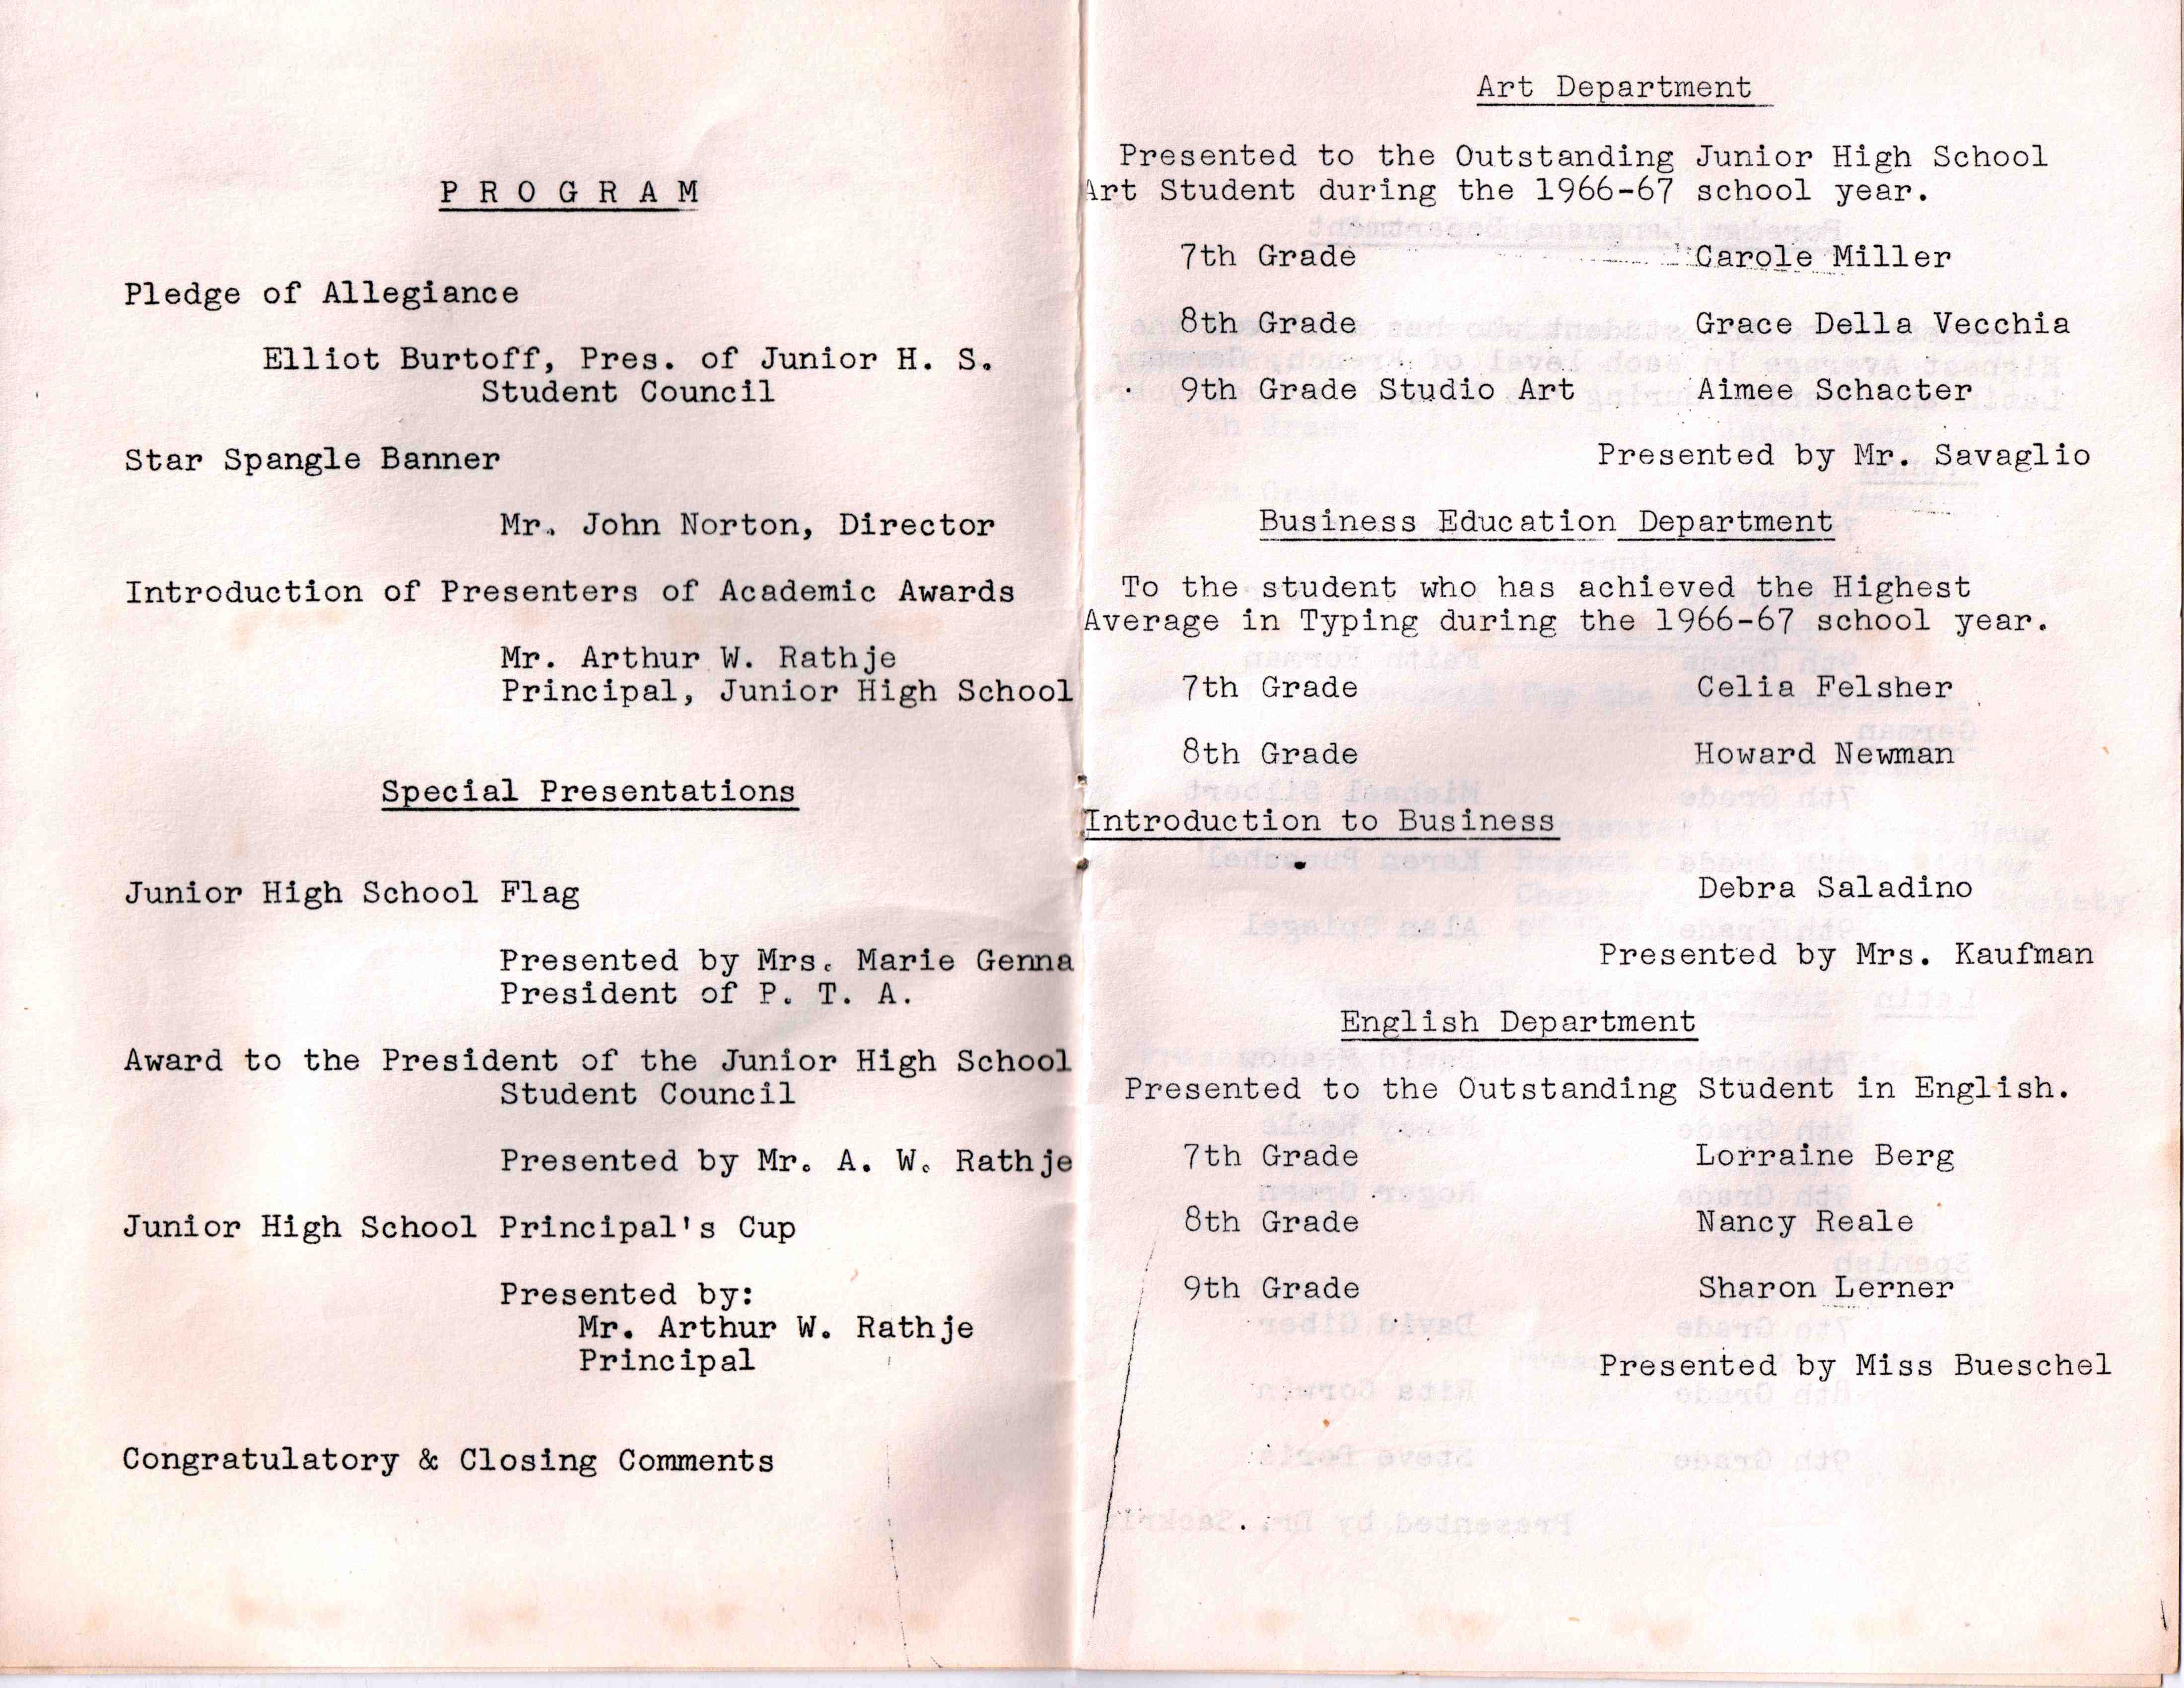 P R O G R A M
Pledge of Allegiance
Elliot Burtoff, Pres. of Junior H. S.
Student Council
Star Spangle Banner
Mr. John Norton, Director
Introduction of Presenters of Academic Awards
Mr. Arthur W. Rathje
Principal, Junior High School
Special Presentations
Junior High School Flag
Presented by Mrs. Marie Genna
President of P. T. A.
Award to the President of the Junior High School
Student Council
Presented by Mr. A. W. Rathje
Junior High School Principal's Cup
Presented by:
Mr. Arthur W. Rathje
Principal
Congratulatory & Closing Comments
Art Department
Presented to the Outstanding Junior High School
Art Student during the 1966-67 school year.
7th Grade Carole Miller
8th Grade Grace Della Vecchia
9th Grade Studio Art Aimee Schacter
Presented by Mr. Savaglio
Business Education Department
To the student who has achieved the Highest
Average in Typing during the 1966-67 school year.
7th Grade Celia Felsher
8th Grade Howard Newman
Introduction to Business
Debra Saladino
Presented by Mrs. Kaufman
English Department
Presented to the Outstanding Student in English.
7th Grade Lorraine Berg
8th Grade Nancy Reale
9th Grade Sharon Lerner
Presented by Miss Bueschel